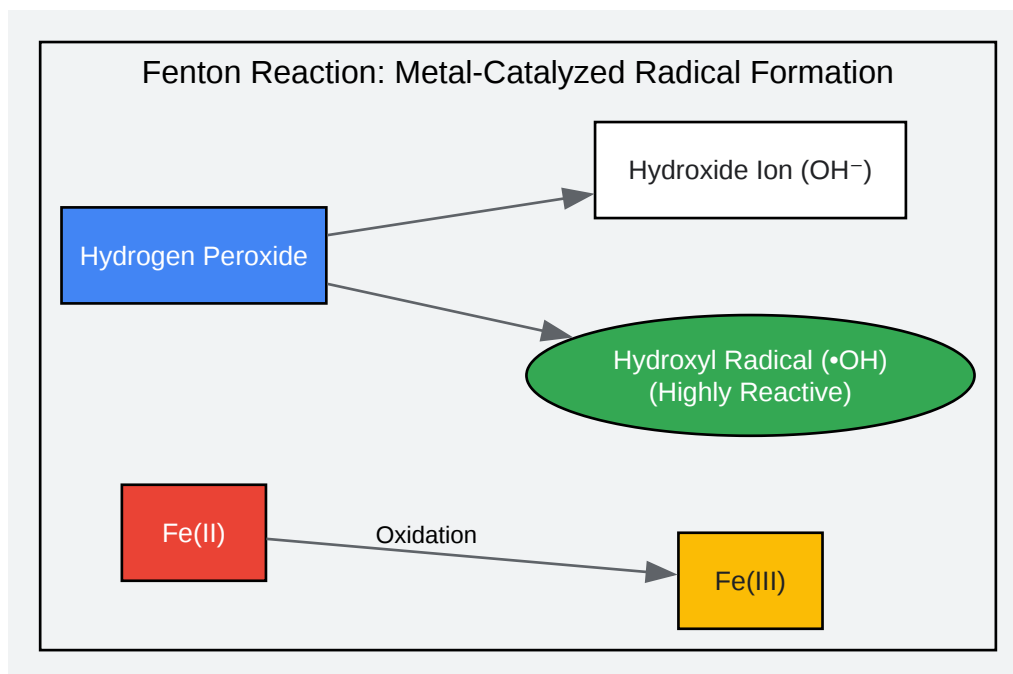 Fenton Reaction: Metal-Catalyzed Radical Formation
Hydroxide Ion (OH⁻)
Hydrogen Peroxide
Hydroxyl Radical (•OH)
(Highly Reactive)
Fe(II)
Oxidation
Fe(III)